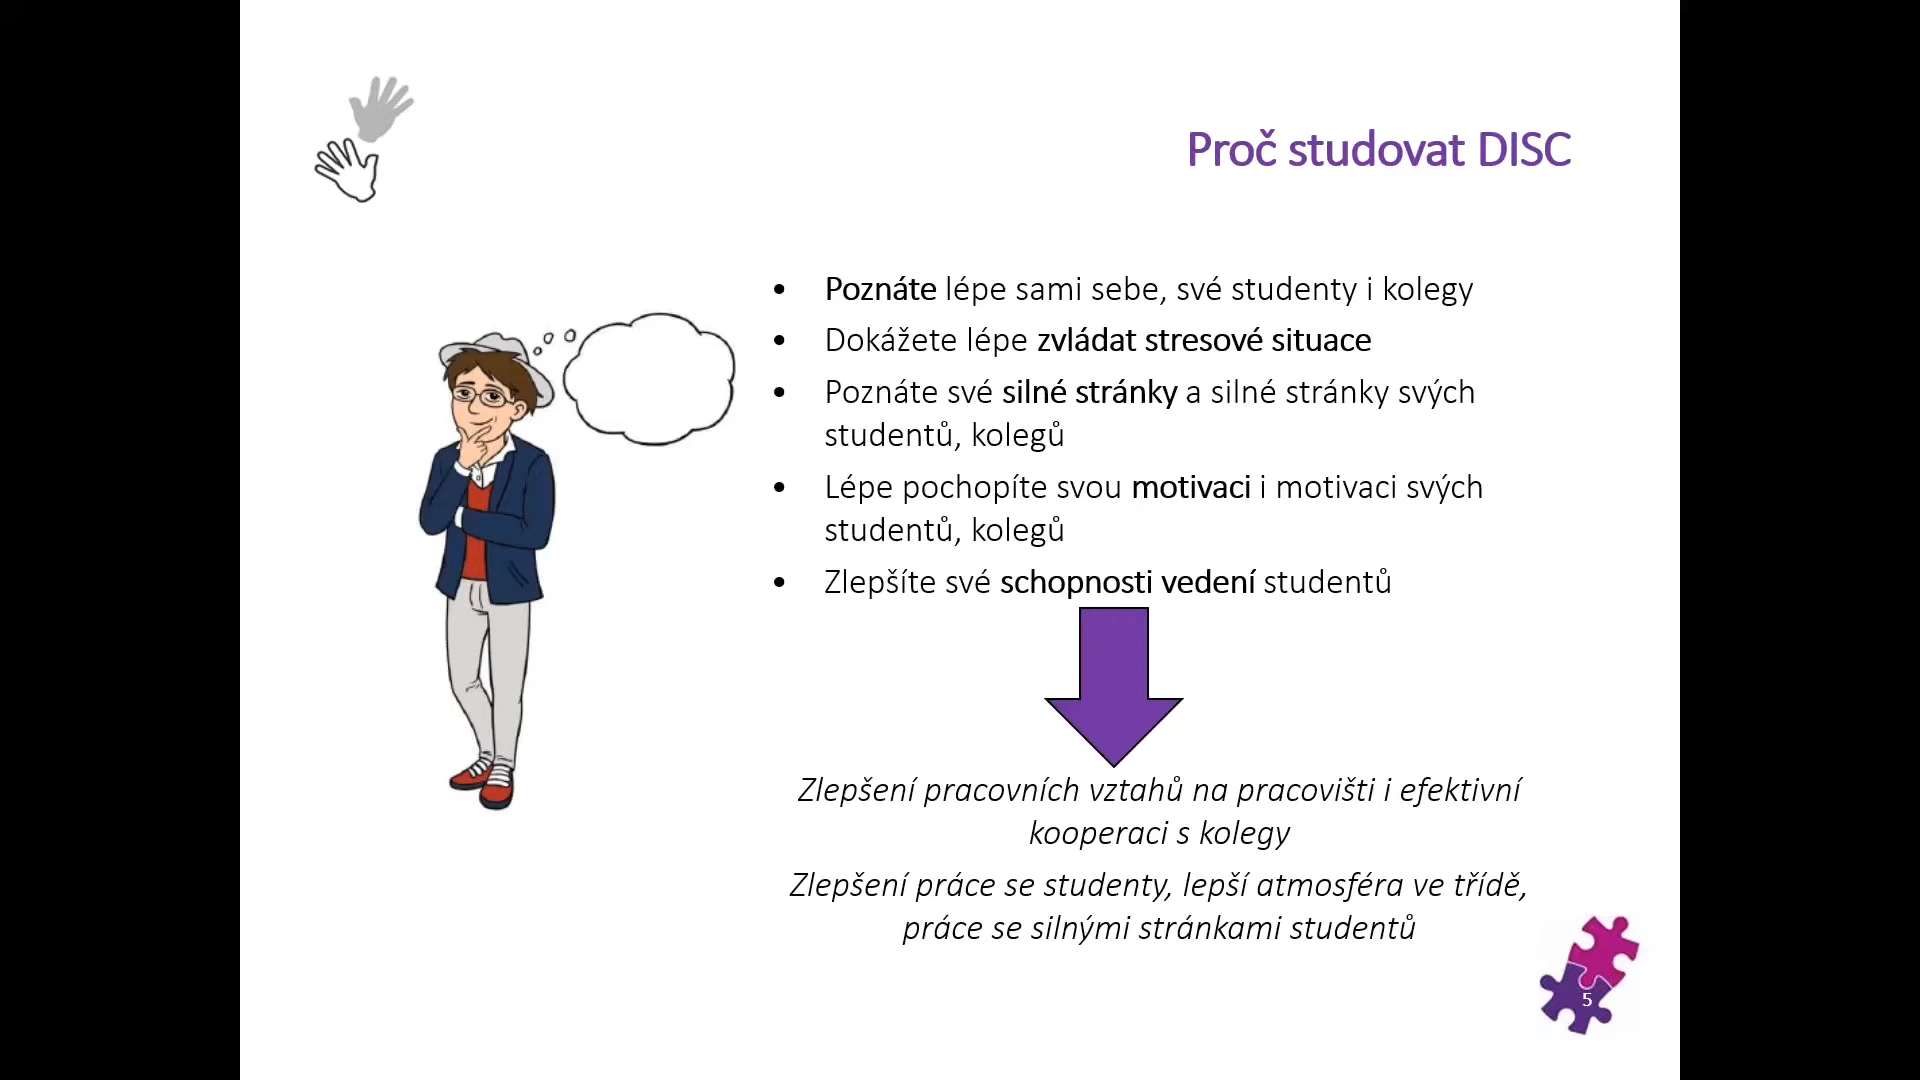 Proč studovat DISC
• Poznáte lépe sami sebe, své studenty i kolegy
• Dokážete lépe zvládat stresové situace
• Poznáte své silné stránky a silné stránky svých
studentů, kolegů
• Lépe pochopíte svou motivaci i motivaci svých
studentů, kolegů
• Zlepšíte své schopnosti vedení studentů
Zlepšení pracovních vztahů na pracovišti i efektivní
kooperaci s kolegy
Zlepšení práce se studenty, lepší atmosféra ve třídě,
práce se silnými stránkami studentů
5